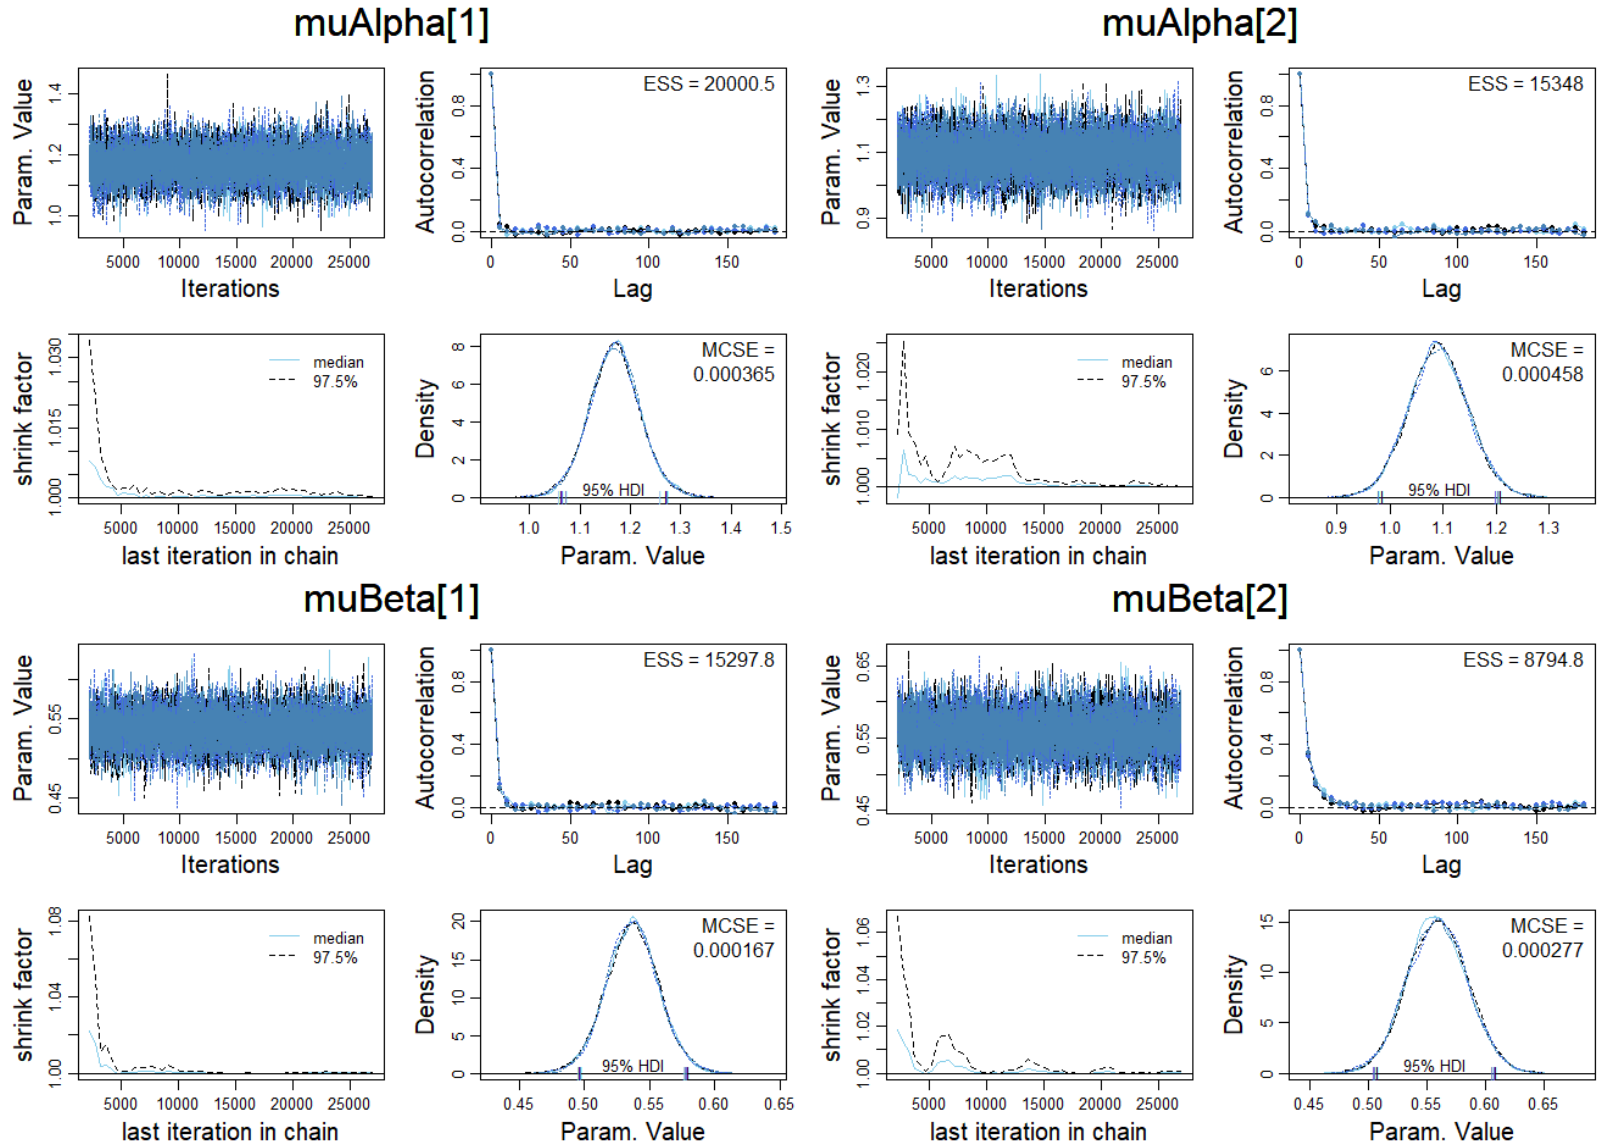 muAlpha[1]
muAlpha[2]
Param. Value
1.0 1.2 1.4
5000 10000 15000 20000 25000
Iterations
Autocorrelation
0.0 0.4 0.8
ESS = 20000.5
0 50 100 150
Lag
Param. Value
0.9 1.1 1.3
5000 10000 15000 20000 25000
Iterations
Autocorrelation
0.0 0.4 0.8
ESS = 15348
0 50 100 150
Lag
shrink factor
1.000 1.015 1.030
median
97.5%
5000 10000 15000 20000 25000
last iteration in chain
Density
0 2 4 6 8
MCSE =
0.000365
95% HDI
1.0 1.1 1.2 1.3 1.4 1.5
Param. Value
shrink factor
1.000 1.010 1.020
median
97.5%
5000 10000 15000 20000 25000
last iteration in chain
Density
0 2 4 6
MCSE =
0.000458
95% HDI
0.9 1.0 1.1 1.2 1.3
Param. Value
muBeta[1]
muBeta[2]
Param. Value
0.45 0.55
5000 10000 15000 20000 25000
Iterations
Autocorrelation
0.0 0.4 0.8
ESS = 15297.8
0 50 100 150
Lag
Param. Value
0.45 0.55 0.65
5000 10000 15000 20000 25000
Iterations
Autocorrelation
0.0 0.4 0.8
ESS = 8794.8
0 50 100 150
Lag
shrink factor
1.00 1.04 1.08
median
97.5%
5000 10000 15000 20000 25000
last iteration in chain
Density
0 5 10 15 20
MCSE =
0.000167
95% HDI
0.45 0.50 0.55 0.60 0.65
Param. Value
shrink factor
1.00 1.02 1.04 1.06
median
97.5%
5000 10000 15000 20000 25000
last iteration in chain
Density
0 5 10 15
MCSE =
0.000277
95% HDI
0.45 0.50 0.55 0.60 0.65
Param. Value